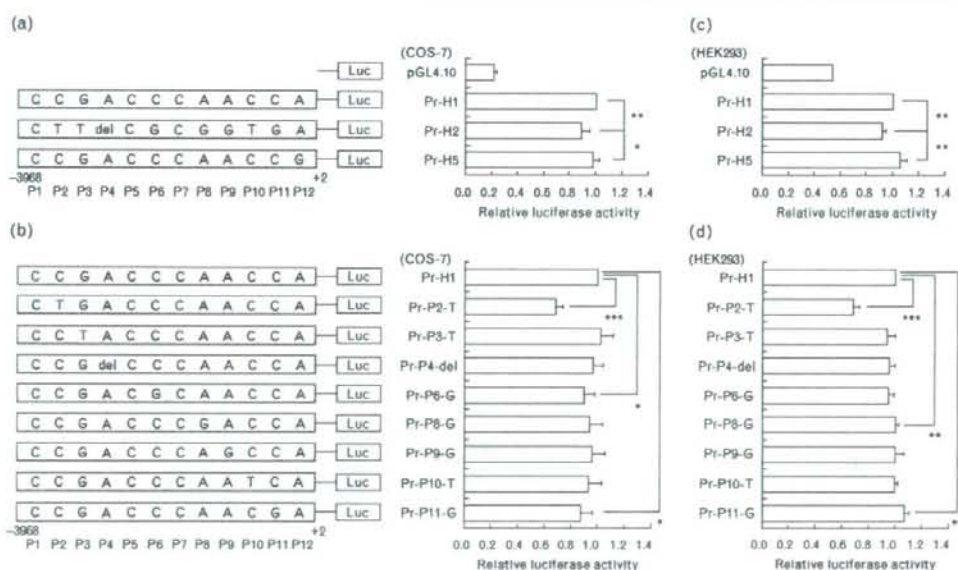 (a)
Luc
C C G A C C C A A C C A Luc
C T T del C G C G G T G A Luc
C C G A C C C A A C C G Luc
-3968 +2
P1 P2 P3 P4 P5 P6 P7 P8 P9 P10 P11 P12
(COS-7)
pGL4.10
Pr-H1
**
Pr-H2
*
Pr-H5
0.0 0.2 0.4 0.6 0.8 1.0 1.2 1.4
Relative luciferase activity
(c)
(HEK293)
pGL4.10
Pr-H1
**
Pr-H2
**
Pr-H5
0.0 0.2 0.4 0.6 0.8 1.0 1.2 1.4
Relative luciferase activity
(b)
C C G A C C C A A C C A Luc
C T G A C C C A A C C A Luc
C C T A C C C A A C C A Luc
C C G del C C C A A C C A Luc
C C G A C G C A A C C A Luc
C C G A C C C G A C C A Luc
C C G A C C C A G C C A Luc
C C G A C C C A A T C A Luc
C C G A C C C A A C G A Luc
-3968 +2
P1 P2 P3 P4 P5 P6 P7 P8 P9 P10 P11 P12
(COS-7)
Pr-H1
Pr-P2-T
***
Pr-P3-T
Pr-P4-del
Pr-P6-G
*
Pr-P8-G
Pr-P9-G
Pr-P10-T
Pr-P11-G
*
0.0 0.2 0.4 0.6 0.8 1.0 1.2 1.4
Relative luciferase activity
(d)
(HEK293)
Pr-H1
Pr-P2-T
***
Pr-P3-T
Pr-P4-del
Pr-P6-G
Pr-P8-G
**
Pr-P9-G
Pr-P10-T
Pr-P11-G
*
0.0 0.2 0.4 0.6 0.8 1.0 1.2 1.4
Relative luciferase activity